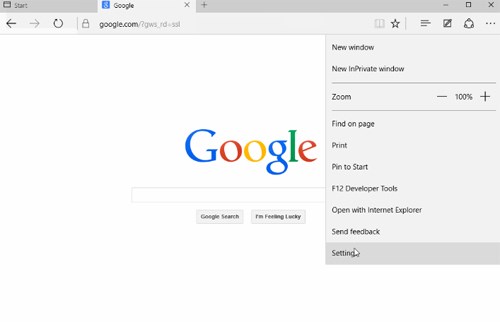 Start
Google
google.com/?gws_rd=ssl
New window
New InPrivate window
Zoom
100%
Find on page
Print
Pin to Start
F12 Developer Tools
Open with Internet Explorer
Send feedback
Settings
Google
Google Search
I'm Feeling Lucky